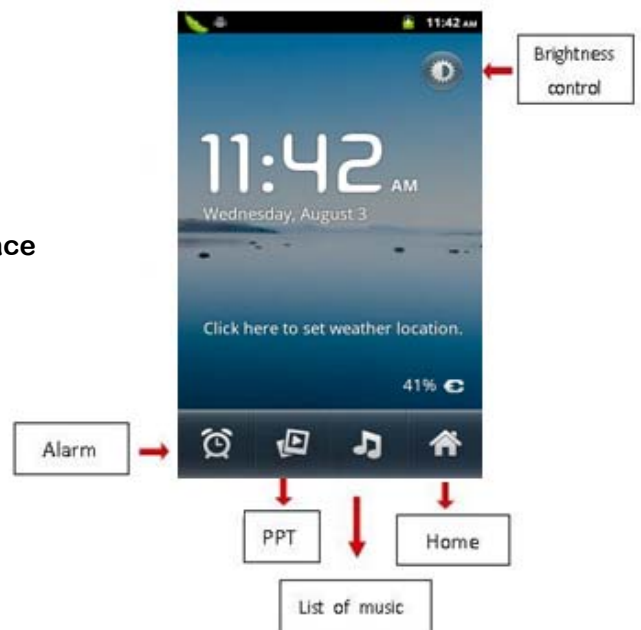 11:42 AM
Brightness
control
11:42 AM
Wednesday, August 3
Click here to set weather location.
41%
Alarm
PPT
Home
List of music